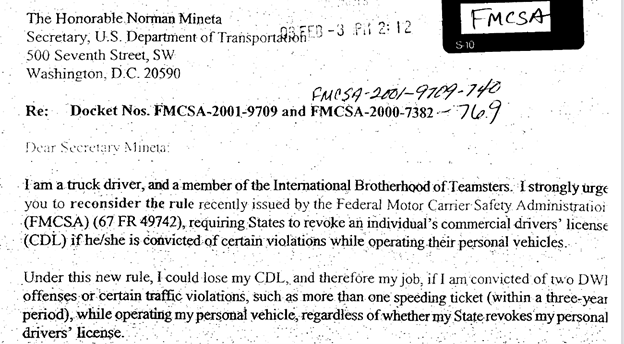 The Honorable Norman Mineta
Secretary, U.S. Department of Transportation
FEB -3 PM 2:12
500 Seventh Street, SW
Washington, D.C. 20590
FMCSA
S-10
FMCSA-2001-9709-740
Re: Docket Nos. FMCSA-2001-9709 and FMCSA-2000-7382 - 769
Dear Secretary Mineta:
I am a truck driver, and a member of the International Brotherhood of Teamsters. I strongly urge
you to reconsider the rule recently issued by the Federal Motor Carrier Safety Administration
(FMCSA) (67 FR 49742), requiring States to revoke an individual's commercial drivers' license
(CDL) if he/she is convicted of certain violations while operating their personal vehicles.
Under this new rule, I could lose my CDL, and therefore my job, if I am convicted of two DWI
offenses or certain traffic violations, such as more than one speeding ticket (within a three-year
period), while operating my personal vehicle, regardless of whether my State revokes my personal
drivers' license.